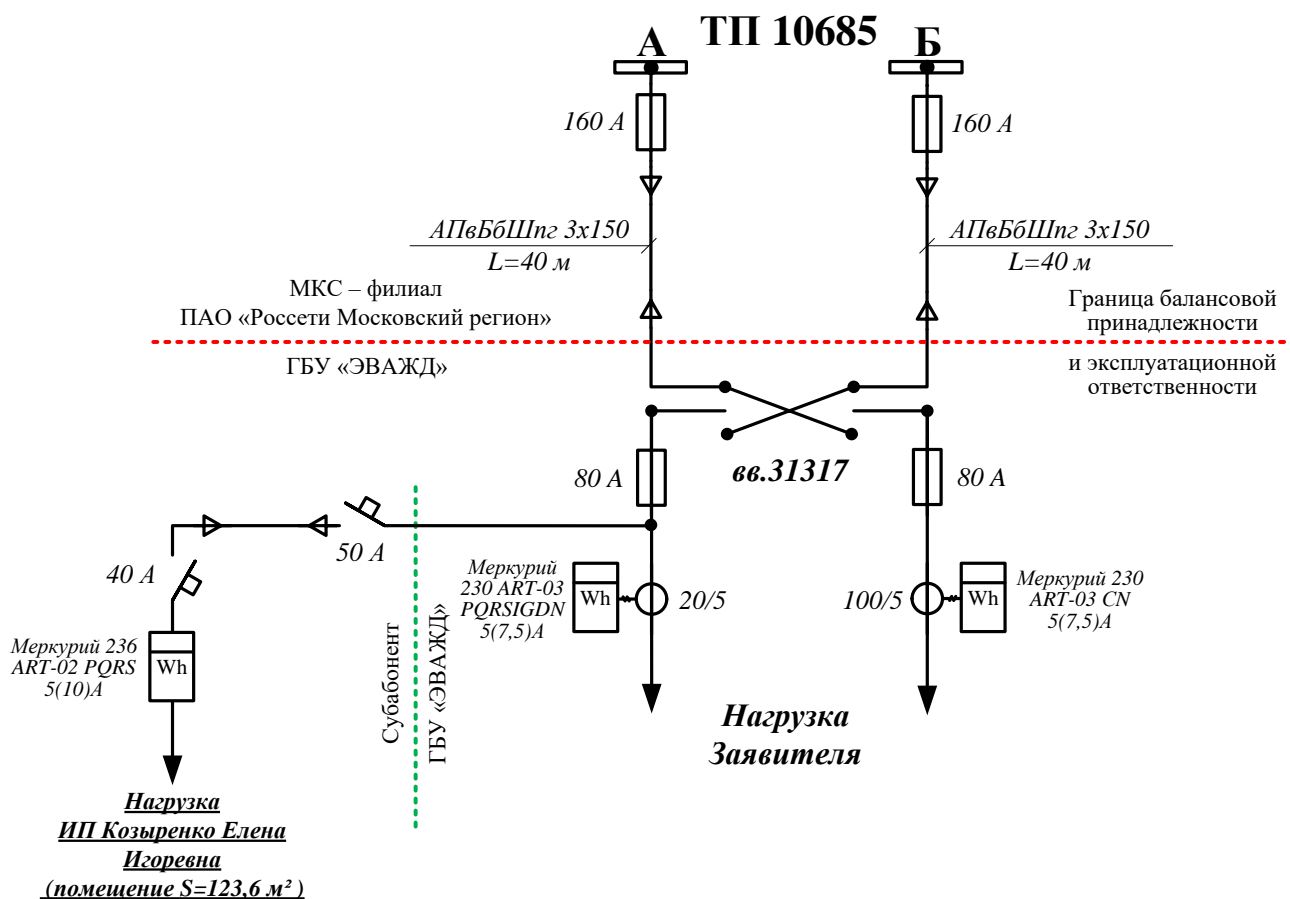 ТП 10685
А
Б
160 А
160 А
АПвБбШпг 3х150
L=40 м
АПвБбШпг 3х150
L=40 м
МКС – филиал
ПАО «Россети Московский регион»
Граница балансовой
принадлежности
ГБУ «ЭВАЖД»
и эксплуатационной
ответственности
вв.31317
80 А
80 А
50 А
40 А
Меркурий
230 ART-03
PQRSIGDN
5(7,5)А
Wh
20/5
100/5
Wh
Меркурий 230
ART-03 CN
5(7,5)А
Меркурий 236
ART-02 PQRS
5(10)А
Wh
Субабонент
ГБУ «ЭВАЖД»
Нагрузка
Заявителя
Нагрузка
ИП Козыренко Елена
Игоревна
(помещение S=123,6 м² )